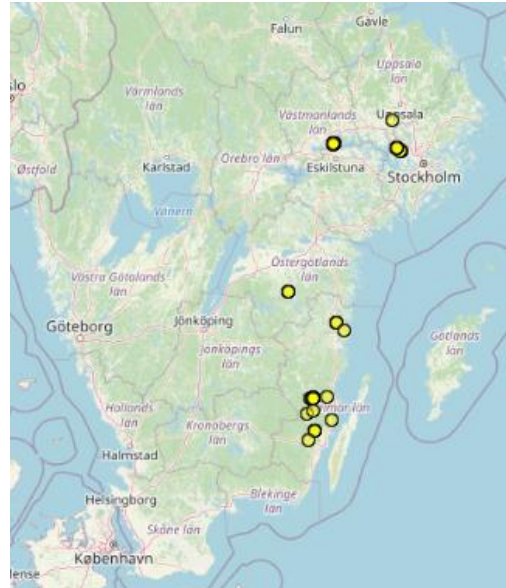 Gävle
Falun
Uppsala
län
Värmlands
län
slo
Västmanlands
län
Uppsala
Østfold
Karlstad
Örebro län
Eskilstuna
Stockholm
Vänern
Östergötlands
län
Västra Götalands
län
Göteborg
Jönköping
Jönköpings
län
Gotlands
län
Hallands
län
Kronobergs
län
lmar län
Halmstad
Blekinge
län
Helsingborg
Skåne län
København
lense